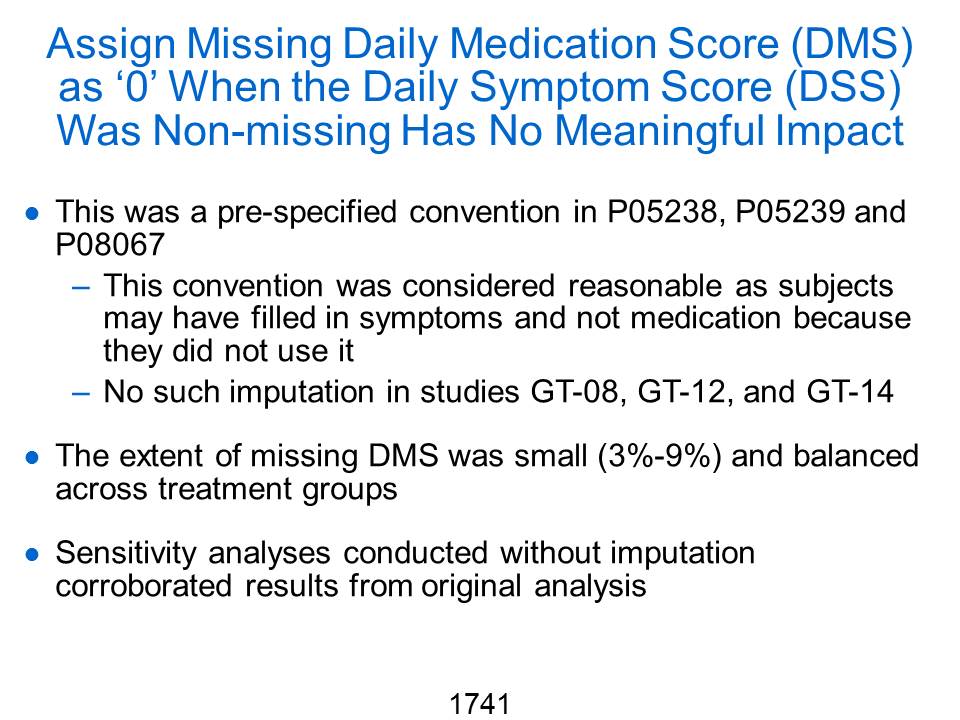 Assign Missing Daily Medication Score (DMS)
as ‘0’ When the Daily Symptom Score (DSS)
Was Non-missing Has No Meaningful Impact
● This was a pre-specified convention in P05238, P05239 and
P08067
– This convention was considered reasonable as subjects
may have filled in symptoms and not medication because
they did not use it
– No such imputation in studies GT-08, GT-12, and GT-14
● The extent of missing DMS was small (3%-9%) and balanced
across treatment groups
● Sensitivity analyses conducted without imputation
corroborated results from original analysis
1741